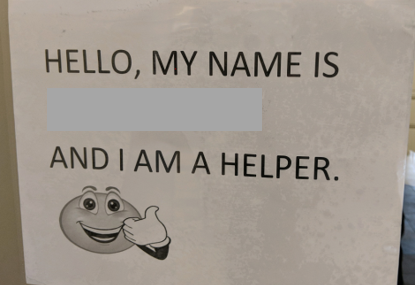 HELLO, MY NAME IS
AND I AM A HELPER.